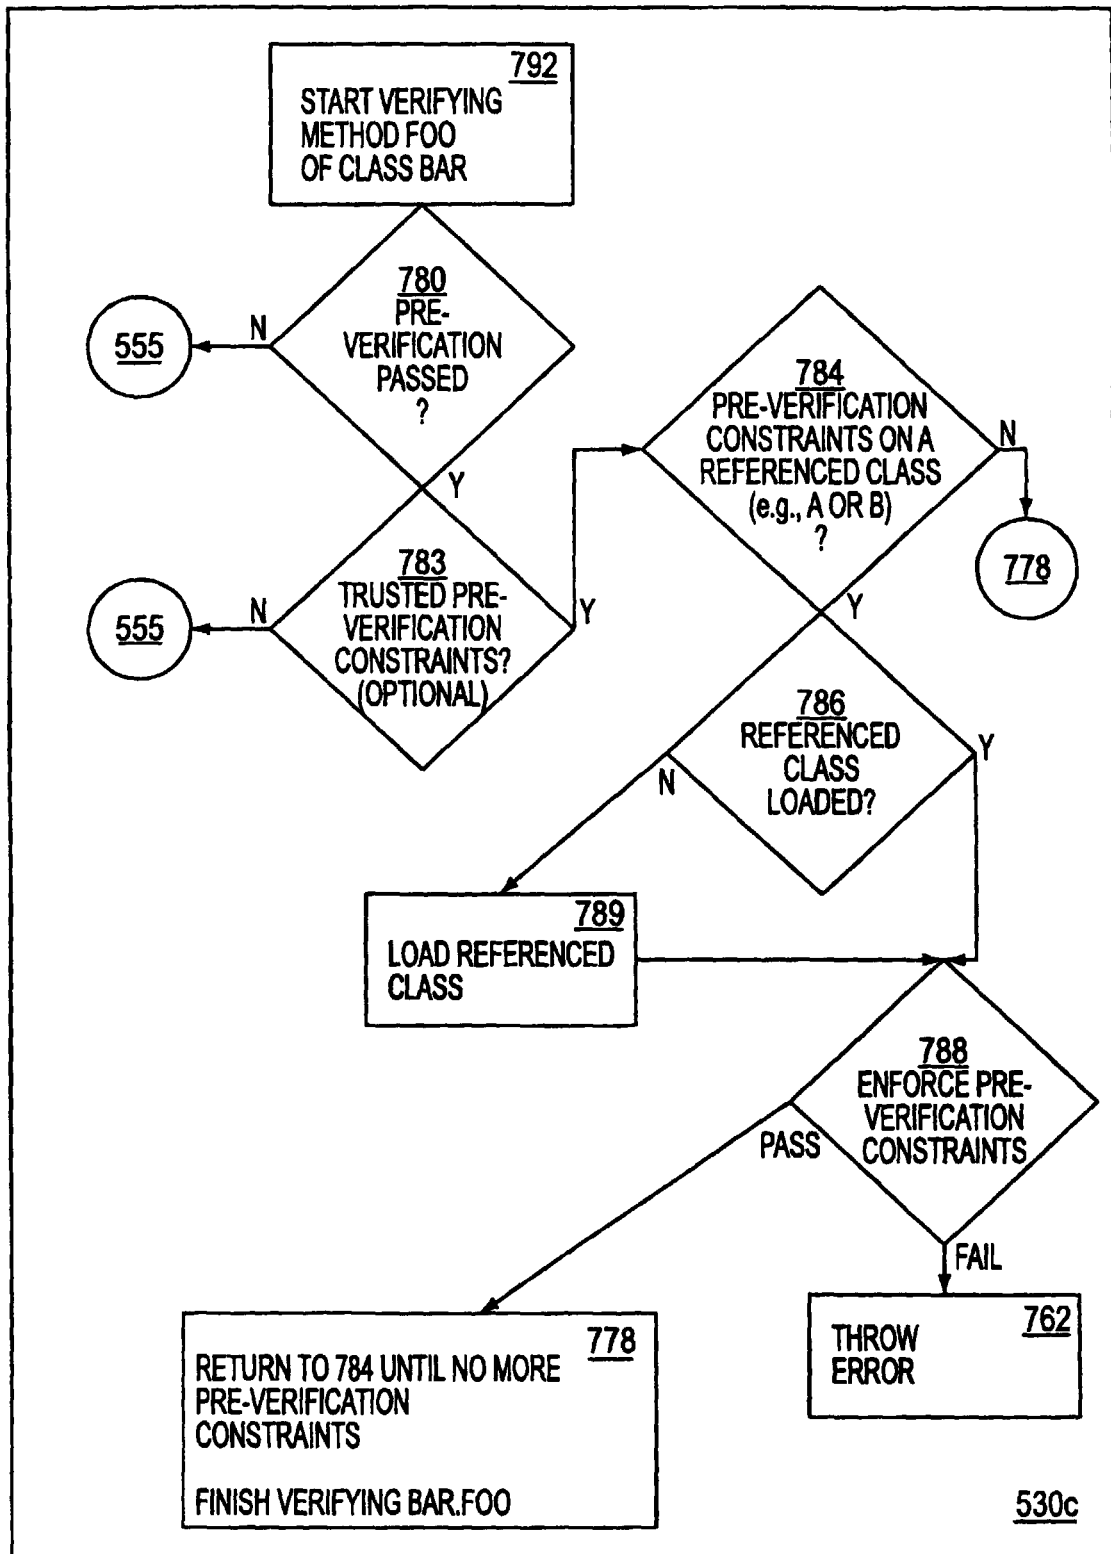 792
START VERIFYING
METHOD FOO
OF CLASS BAR
780
PRE-
VERIFICATION
PASSED
?
N
555
Y
783
TRUSTED PRE-
VERIFICATION
CONSTRAINTS?
(OPTIONAL)
N
555
Y
784
PRE-VERIFICATION
CONSTRAINTS ON A
REFERENCED CLASS
(e.g., A OR B)
?
N
778
Y
786
REFERENCED
CLASS
LOADED?
N
Y
789
LOAD REFERENCED
CLASS
788
ENFORCE PRE-
VERIFICATION
CONSTRAINTS
PASS
FAIL
762
THROW
ERROR
778
RETURN TO 784 UNTIL NO MORE
PRE-VERIFICATION
CONSTRAINTS
FINISH VERIFYING BAR.FOO
530c